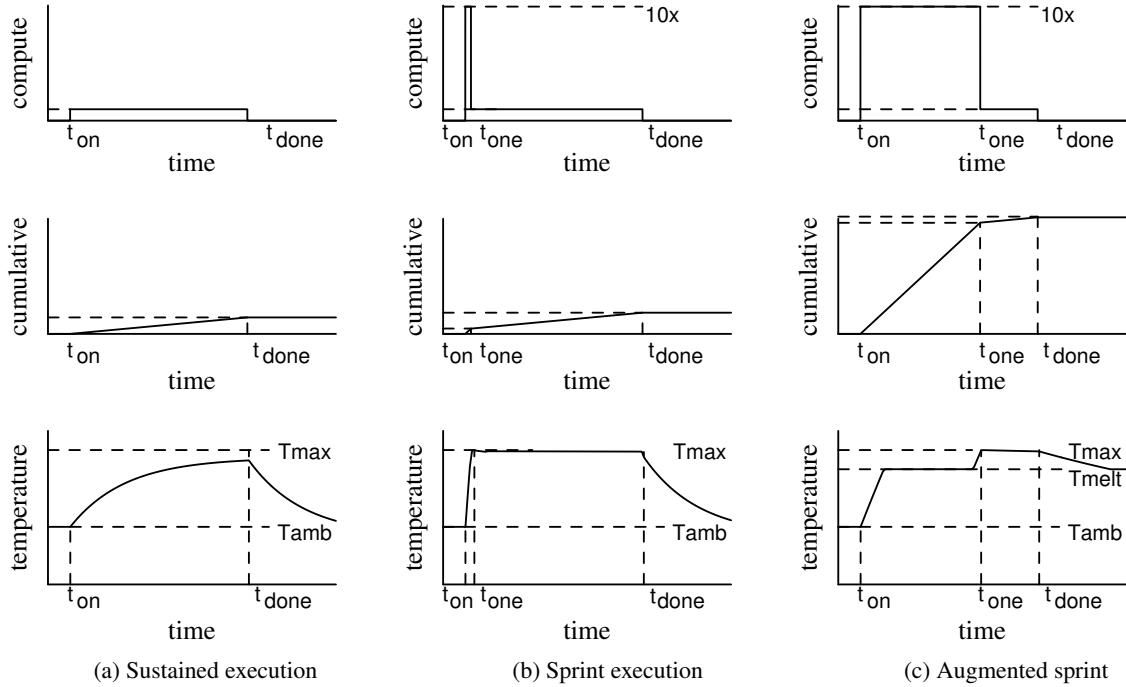 compute
t on
t done
time
cumulative
t on
t done
time
temperature
Tmax
Tamb
t on
t done
time
(a) Sustained execution
compute
10x
t on
t one
t done
time
cumulative
t on
t one
t done
time
temperature
Tmax
Tamb
t on
t one
t done
time
(b) Sprint execution
compute
10x
t on
t one
t done
time
cumulative
t on
t one
t done
time
temperature
Tmax
Tmelt
Tamb
t on
t one
t done
time
(c) Augmented sprint